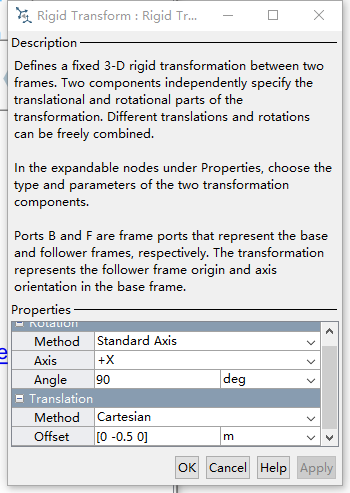 Rigid Transform : Rigid Tr...
Description
Defines a fixed 3-D rigid transformation between two
frames. Two components independently specify the
translational and rotational parts of the
transformation. Different translations and rotations
can be freely combined.
In the expandable nodes under Properties, choose the
type and parameters of the two transformation
components.
Ports B and F are frame ports that represent the base
and follower frames, respectively. The transformation
represents the follower frame origin and axis
orientation in the base frame.
Properties
Rotation
Method Standard Axis
Axis +X
Angle 90 deg
Translation
Method Cartesian
Offset [0 -0.5 0] m
OK Cancel Help Apply